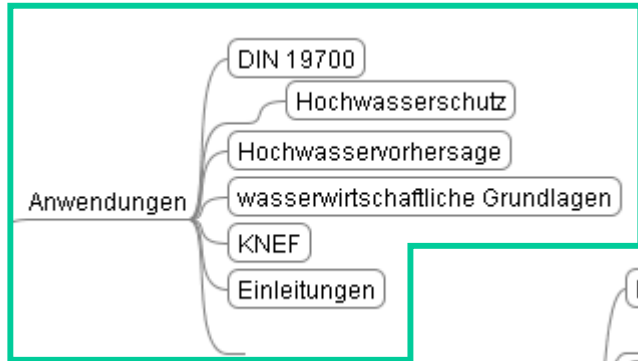 DIN 19700
Hochwasserschutz
Hochwasservorhersage
Anwendungen
wasserwirtschaftliche Grundlagen
KNEF
Einleitungen